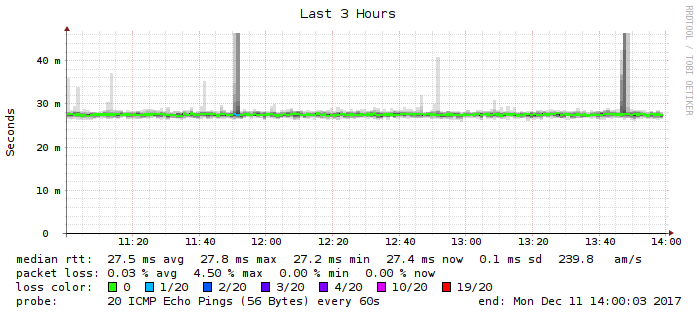 Last 3 Hours
RRDTOOL / TOBI OETIKER
Seconds
40 m
30 m
20 m
10 m
0
11:20 11:40 12:00 12:20 12:40 13:00 13:20 13:40 14:00
median rtt: 27.5 ms avg 27.8 ms max 27.2 ms min 27.4 ms now 0.1 ms sd 239.8 am/s
packet loss: 0.03 % avg 4.50 % max 0.00 % min 0.00 % now
loss color: 0 1/20 2/20 3/20 4/20 10/20 19/20
probe: 20 ICMP Echo Pings (56 Bytes) every 60s end: Mon Dec 11 14:00:03 2017